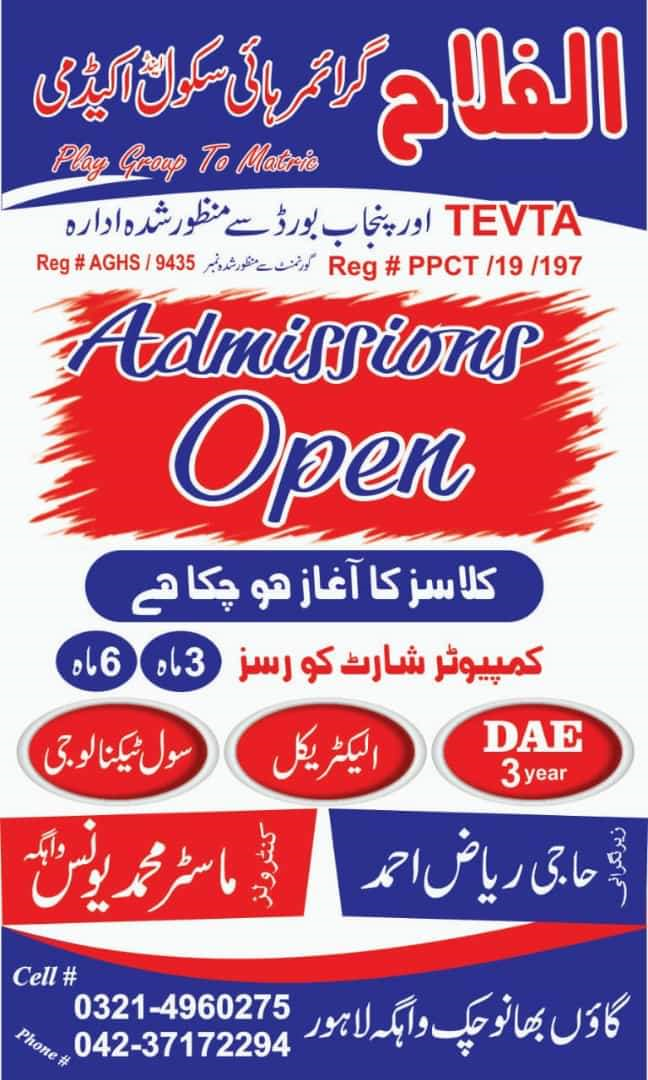 الفلاح گرائمر ہائی سکول اینڈ اکیڈمی
Play Group To Matric
TEVTA اور پنجاب بورڈ سے منظور شدہ ادارہ
Reg # PPCT /19 /197 گورنمنٹ سے منظور شدہ نمبر Reg # AGHS / 9435
Admissions
Open
کلاسز کا آغاز ہو چکا ہے
کمپیوٹر شارٹ کورسز 3 ماہ 6 ماہ
DAE
3 year
الیکٹریکل
سول ٹیکنالوجی
زیر نگرانی حاجی ریاض احمد
کنٹرولر ماسٹر محمد یونس واہگہ
گاؤں بھانوچک واہگہ لاہور
Cell # 0321-4960275
Phone # 042-37172294